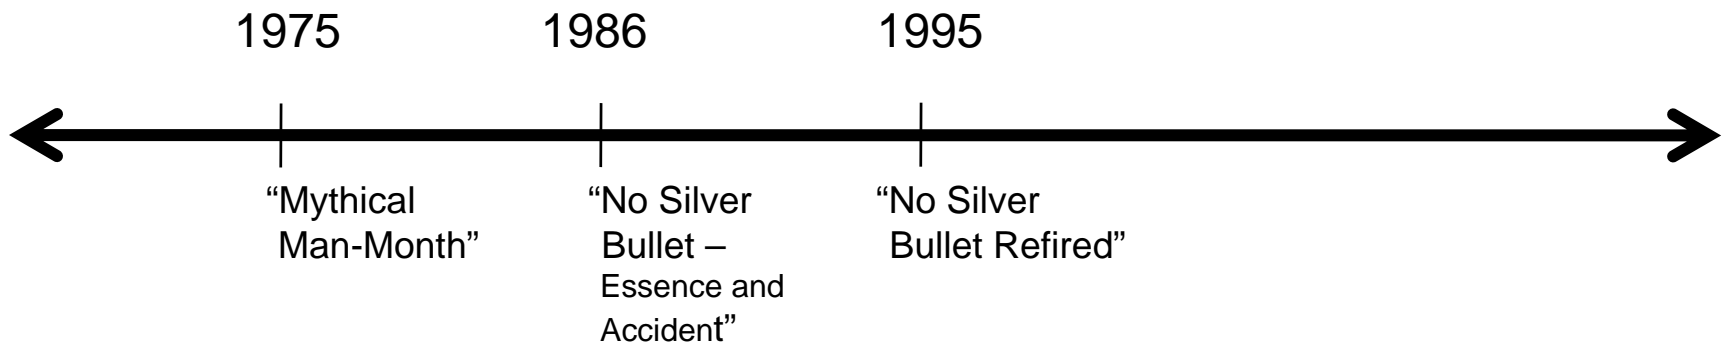 1975 1986 1995
“Mythical
Man-Month”
“No Silver
Bullet –
Essence and
Accident”
“No Silver
Bullet Refired”